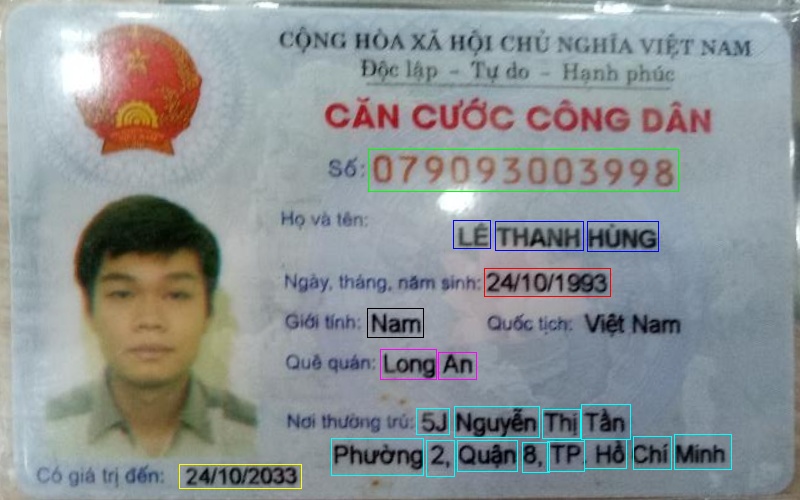 CỘNG HÒA XÃ HỘI CHỦ NGHĨA VIỆT NAM
Độc lập - Tự do - Hạnh phúc
CĂN CƯỚC CÔNG DÂN
Số: 079093003998
Họ và tên:
LÊ THANH HÙNG
Ngày, tháng, năm sinh: 24/10/1993
Giới tính: Nam Quốc tịch: Việt Nam
Quê quán: Long An
Nơi thường trú: 5J Nguyễn Thị Tần
Phường 2, Quận 8, TP. Hồ Chí Minh
Có giá trị đến: 24/10/2033